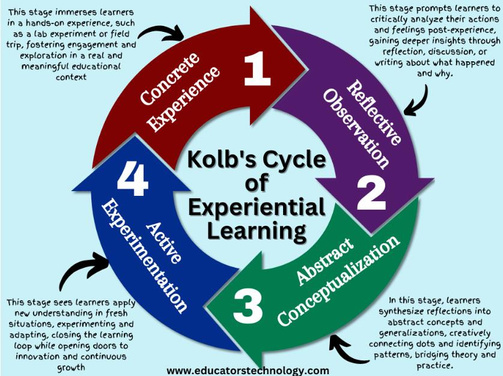 This stage immerses learners
in a hands-on experience, such
as a lab experiment or field
trip, fostering engagement and
exploration in a real and
meaningful educational
context
This stage prompts learners to
critically analyze their actions
and feelings post-experience,
gaining deeper insights through
reflection, discussion, or
writing about what happened
and why.
Concrete
Experience
1
Reflective
Observation
2
Kolb's Cycle
of
Experiential
Learning
4
Active
Experimentation
Abstract
Conceptualization
3
This stage sees learners apply
new understanding in fresh
situations, experimenting and
adapting, closing the learning
loop while opening doors to
innovation and continuous
growth
In this stage, learners
synthesize reflections into
abstract concepts and
generalizations, creatively
connecting dots and identifying
patterns, bridging theory and
practice.
www.educatorstechnology.com